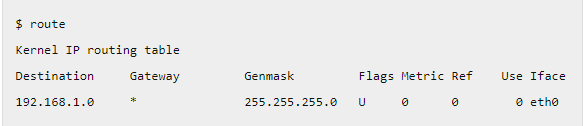 $ route
Kernel IP routing table
Destination     Gateway         Genmask         Flags Metric Ref    Use Iface
192.168.1.0     *               255.255.255.0   U     0      0        0 eth0